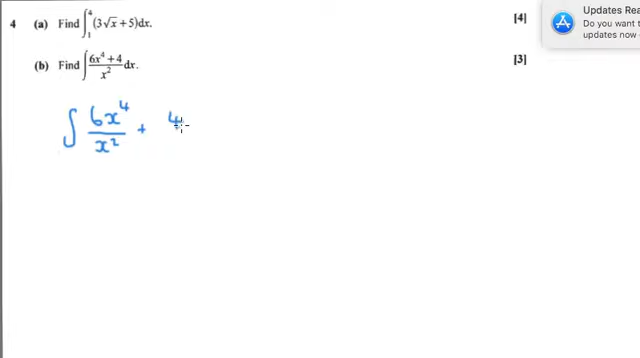 4 (a) Find ∫₁⁴ (3√x + 5)dx. [4]
(b) Find ∫ (6x⁴ + 4)/x² dx. [3]
∫ 6x⁴/x² + 4
Updates Rea
Do you want t
updates now